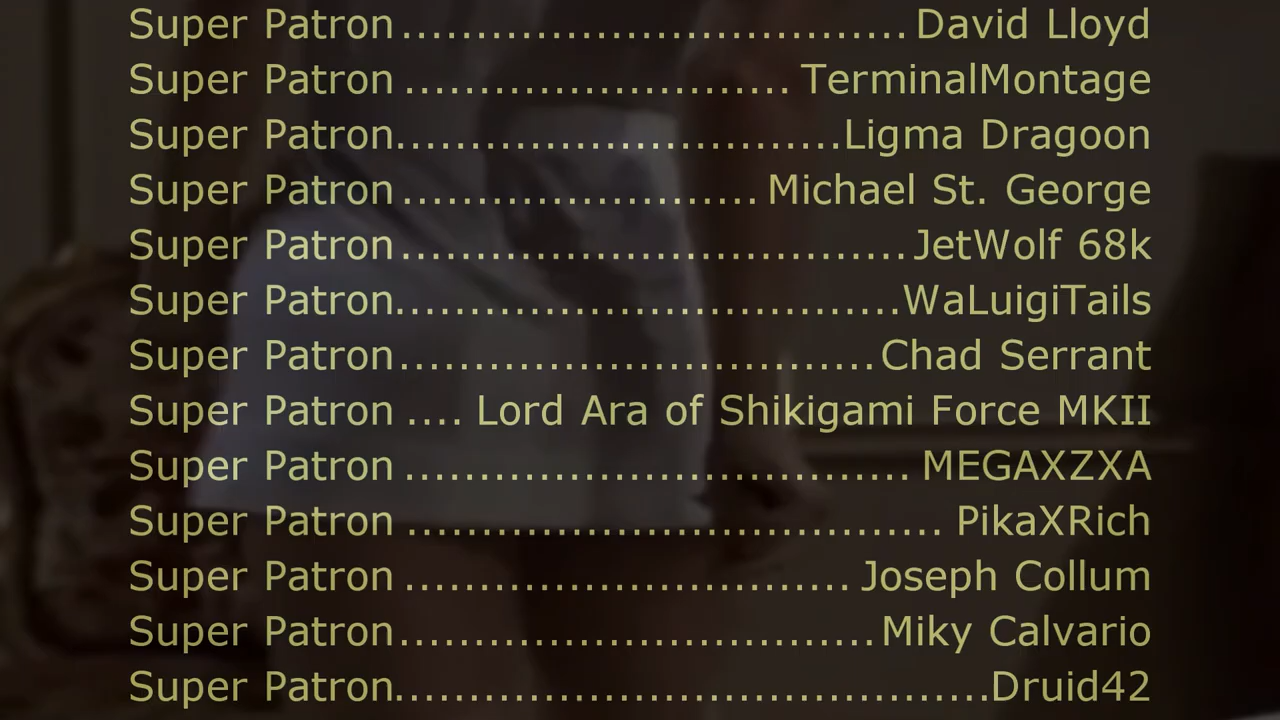 Super Patron.................................. David Lloyd
Super Patron.......................... TerminalMontage
Super Patron..............................Ligma Dragoon
Super Patron........................ Michael St. George
Super Patron..................................JetWolf 68k
Super Patron..................................WaLuigiTails
Super Patron................................Chad Serrant
Super Patron .... Lord Ara of Shikigami Force MKII
Super Patron .................................. MEGAXZXA
Super Patron .................................... PikaXRich
Super Patron .............................. Joseph Collum
Super Patron................................Miky Calvario
Super Patron........................................Druid42